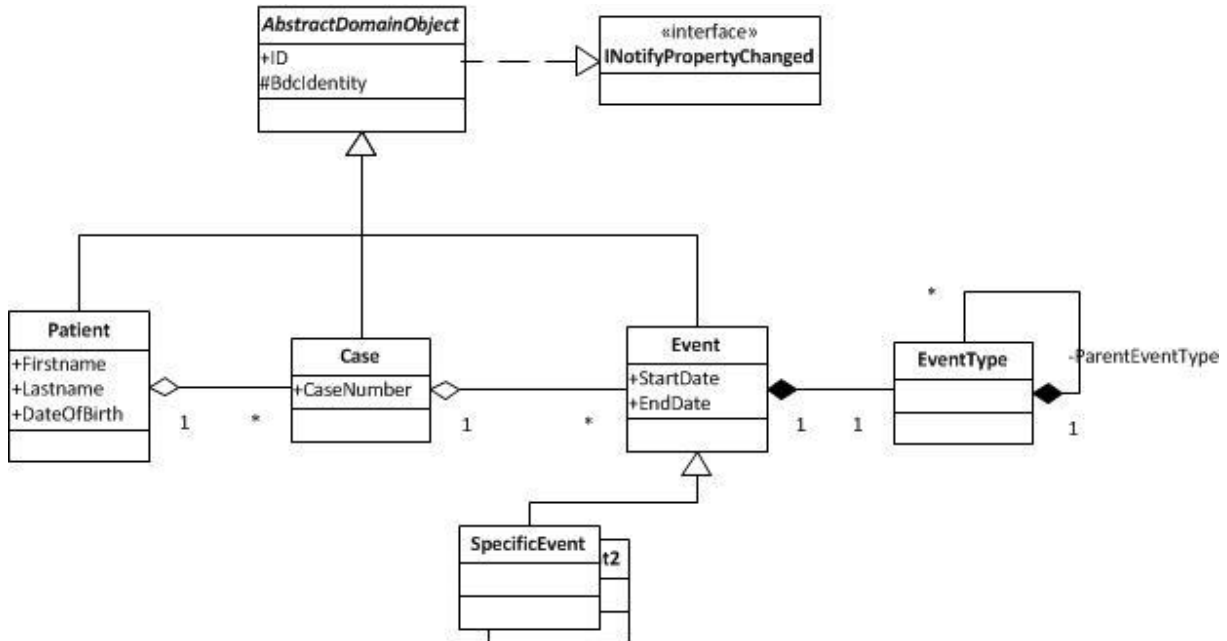 AbstractDomainObject
+ID
#BdcIdentity
«interface»
INotifyPropertyChanged
Patient
+Firstname
+Lastname
+DateOfBirth
1
*
Case
+CaseNumber
1
*
Event
+StartDate
+EndDate
1
1
EventType
*
-ParentEventType
1
SpecificEvent
t2